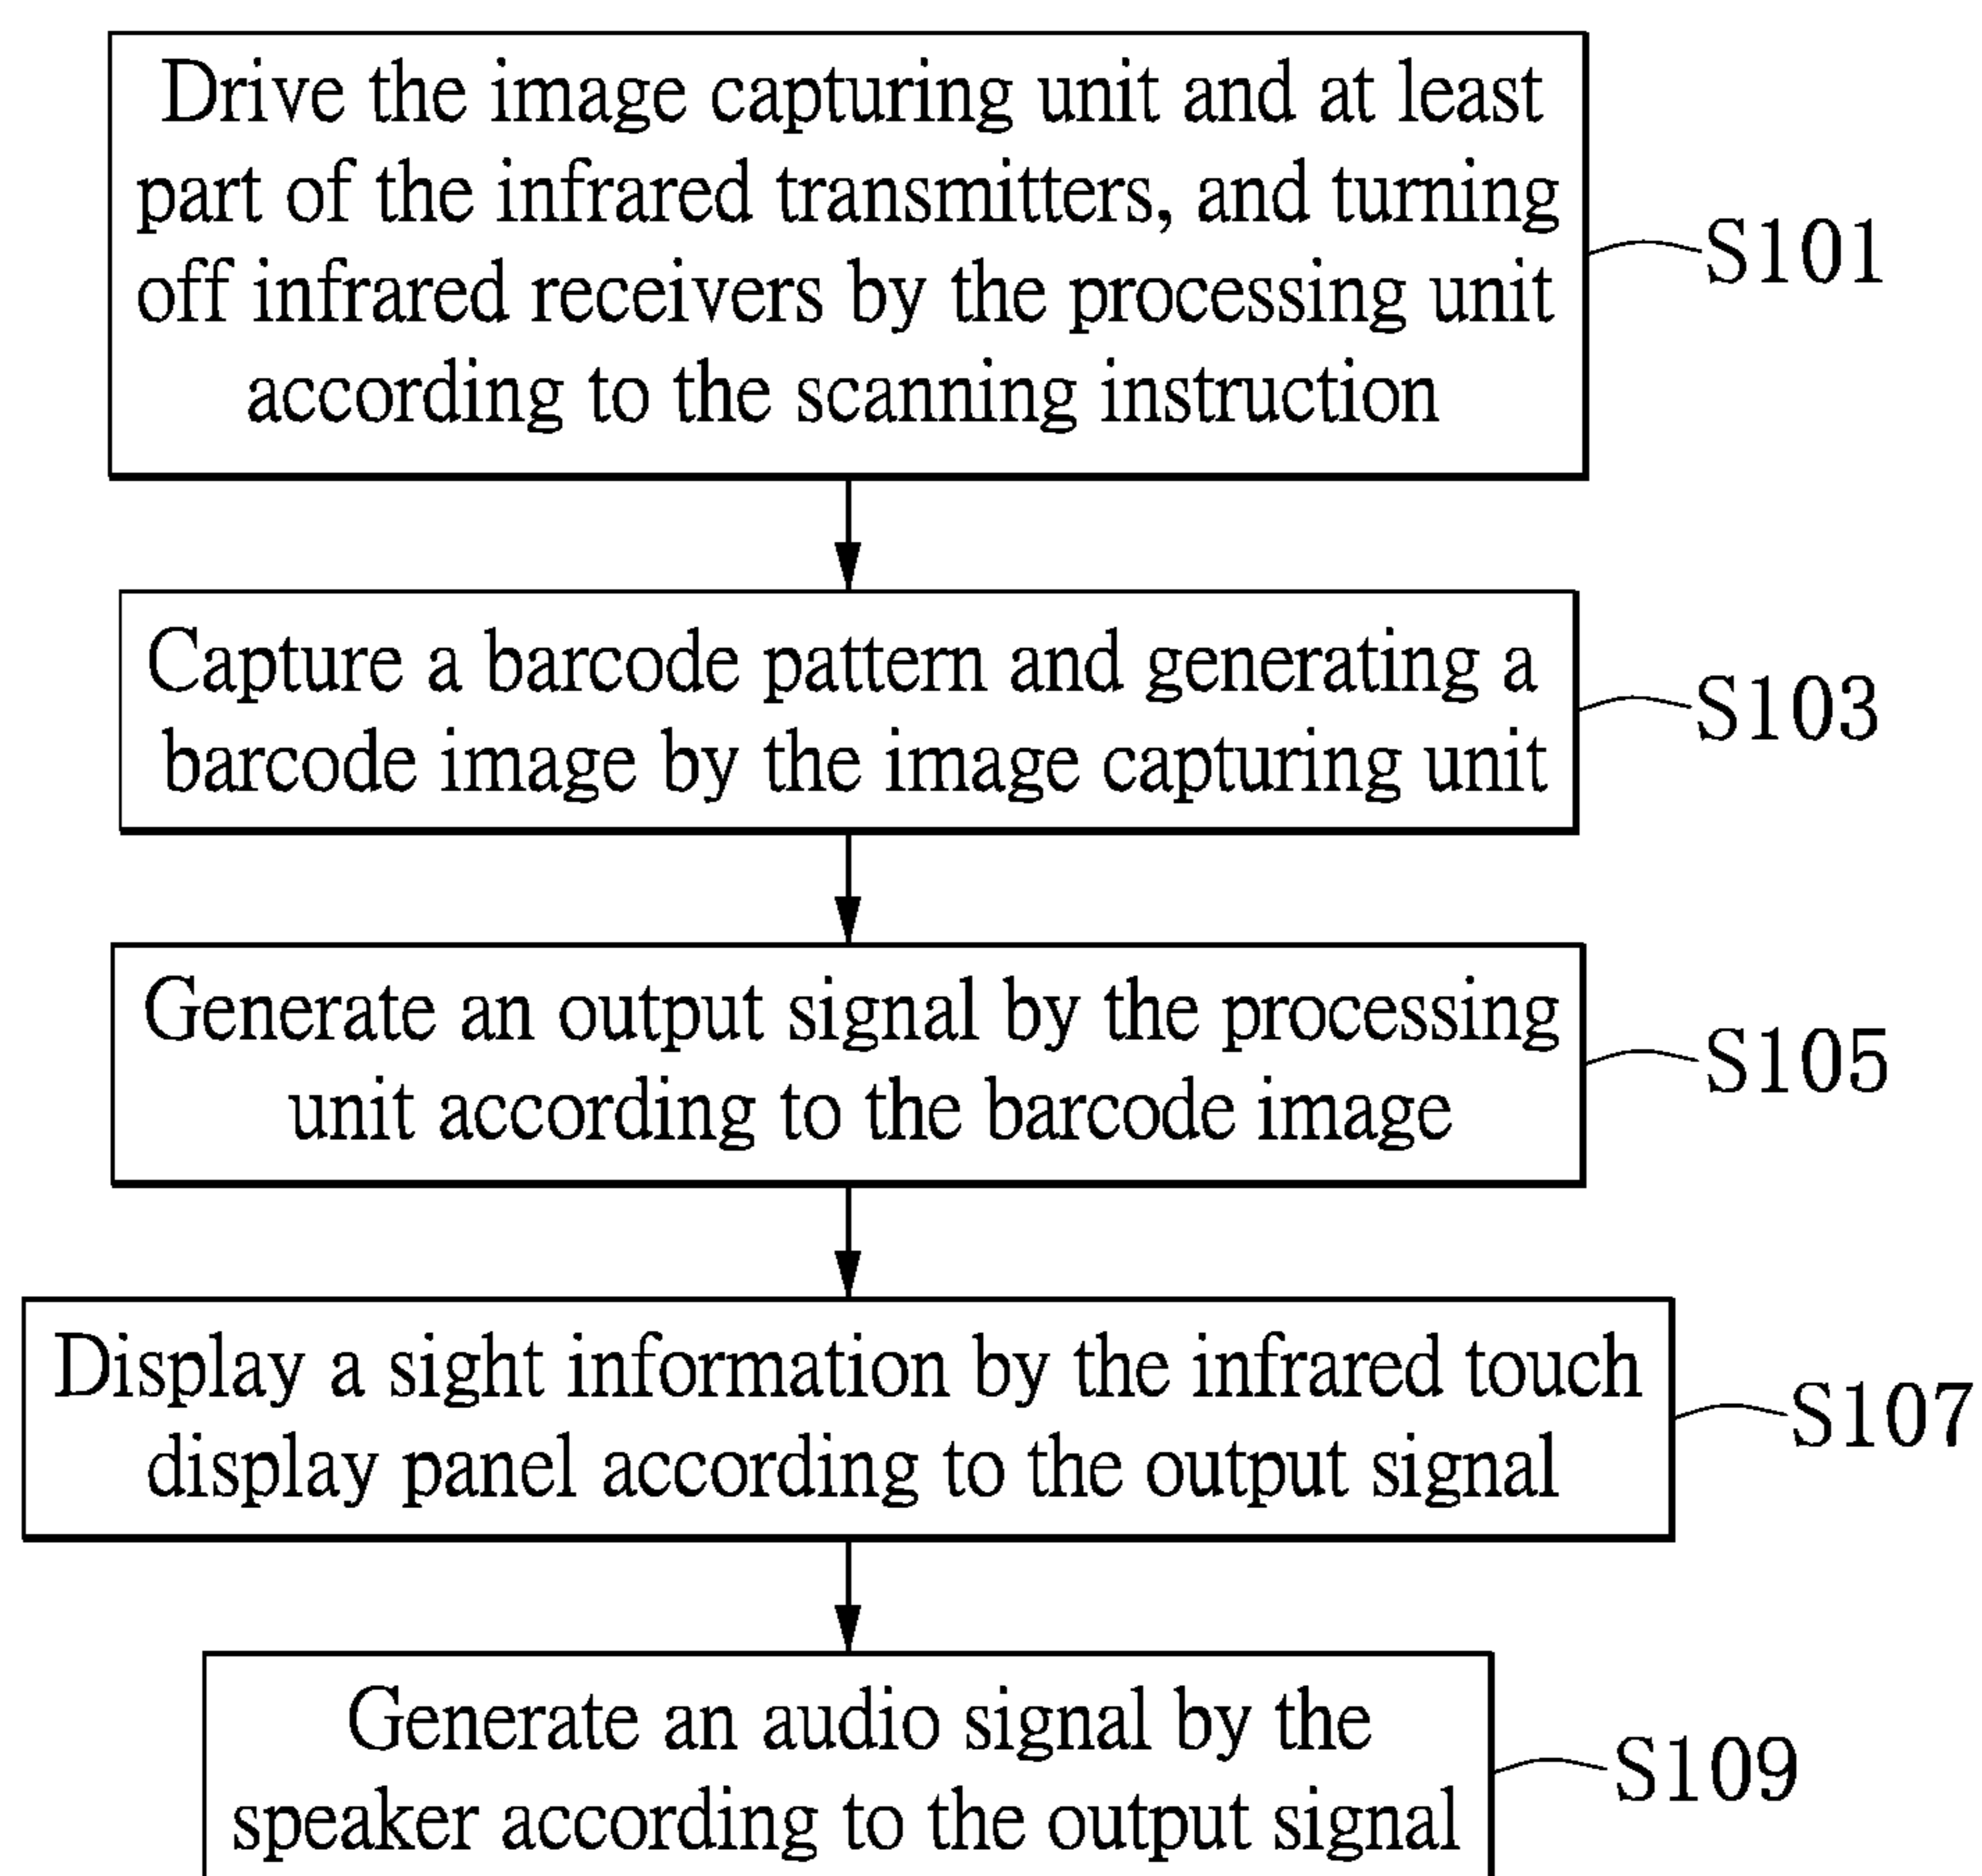 Drive the image capturing unit and at least
part of the infrared transmitters, and turning
off infrared receivers by the processing unit
according to the scanning instruction
S101
Capture a barcode pattern and generating a
barcode image by the image capturing unit
S103
Generate an output signal by the processing
unit according to the barcode image
S105
Display a sight information by the infrared touch
display panel according to the output signal
S107
Generate an audio signal by the
speaker according to the output signal
S109